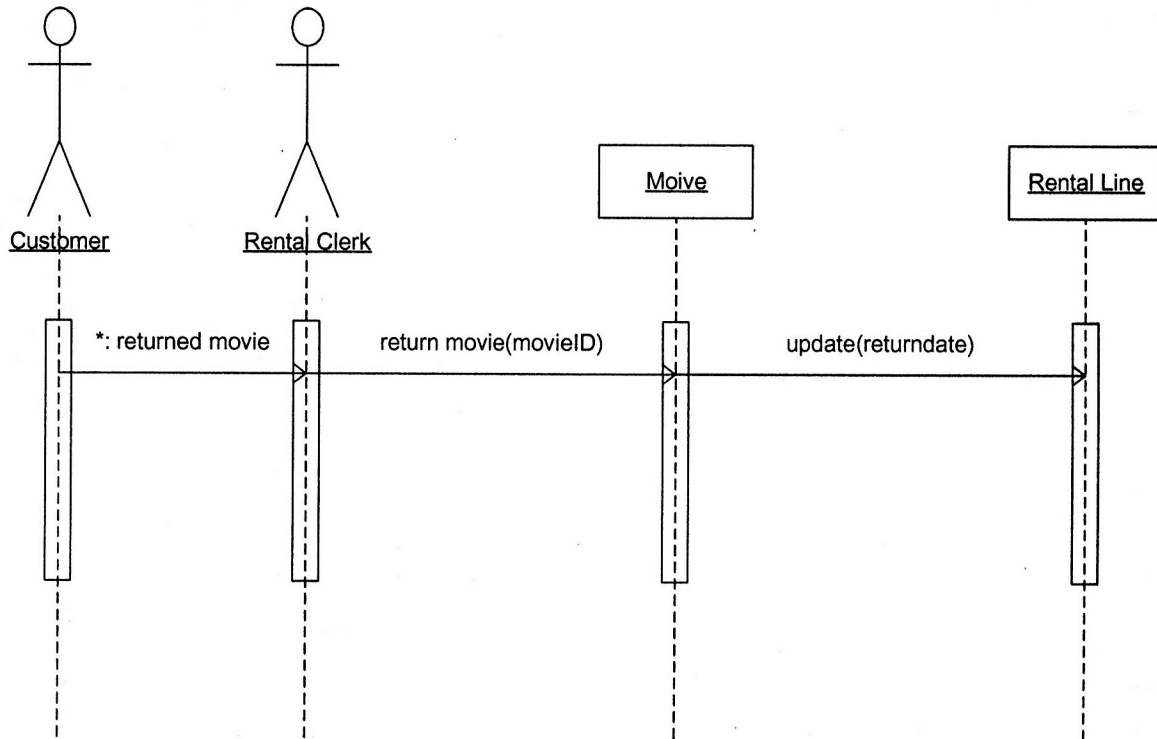 Moive
Rental Line
Customer
Rental Clerk
*: returned movie
return movie(movieID)
update(returndate)